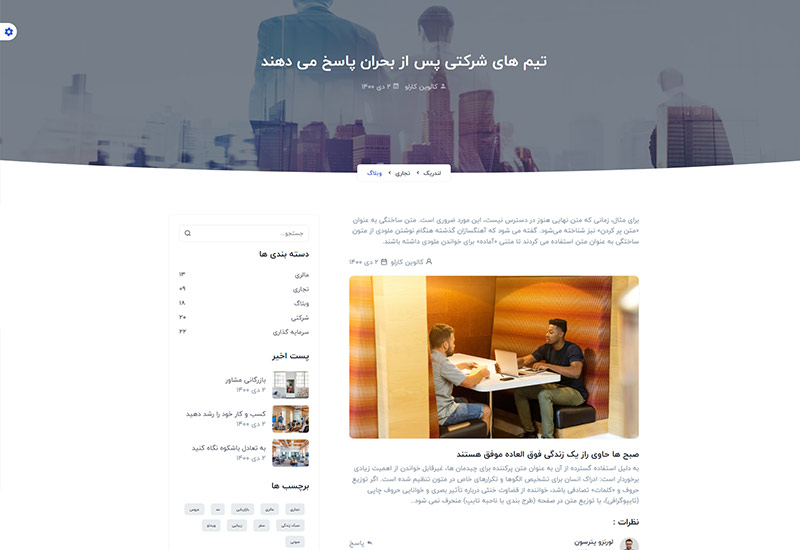 تیم های شرکتی پس از بحران پاسخ می دهند
کالوین کارلو ۲ دی ۱۴۰۰
لندریک تجاری وبلاگ
برای مثال، زمانی که متن نهایی هنوز در دسترس نیست، این مورد ضروری است. متن ساختگی به عنوان
«متن پر کردن» نیز شناخته می‌شود. گفته می شود که آهنگسازان گذشته هنگام نوشتن ملودی از متون
ساختگی به عنوان متن استفاده می کردند تا متنی «آماده» برای خواندن ملودی داشته باشند.
کالوین کارلو ۲ دی ۱۴۰۰
صبح ها حاوی راز یک زندگی فوق العاده موفق هستند
به دلیل استفاده گسترده از آن به عنوان متن پرکننده برای چیدمان ها، غیرقابل خواندن از اهمیت زیادی
برخوردار است: ادراک انسان برای تشخیص الگوها و تکرارهای خاص در متون تنظیم شده است. اگر توزیع
حروف و «کلمات» تصادفی باشد، خواننده از قضاوت خنثی درباره تأثیر بصری و خوانایی حروف چاپی
(تایپوگرافی)، یا توزیع متن در صفحه (طرح بندی یا ناحیه تایپ) منحرف نمی شود.
نظرات :
لورنزو پترسون
پاسخ
جستجو...
دسته بندی ها
مالری ۱۳
تجاری ۰۹
وبلاگ ۱۸
شرکتی ۲۰
سرمایه گذاری ۲۲
پست اخیر
بازرگانی مشاور
۲ دی ۱۴۰۰
کسب و کار خود را رشد دهید
۲ دی ۱۴۰۰
به تعادل باشکوه نگاه کنید
۲ دی ۱۴۰۰
برچسب ها
تجاری مالری بازاریابی مد عروس
سبک زندگی سفر زیبایی ویدئو
صوتی